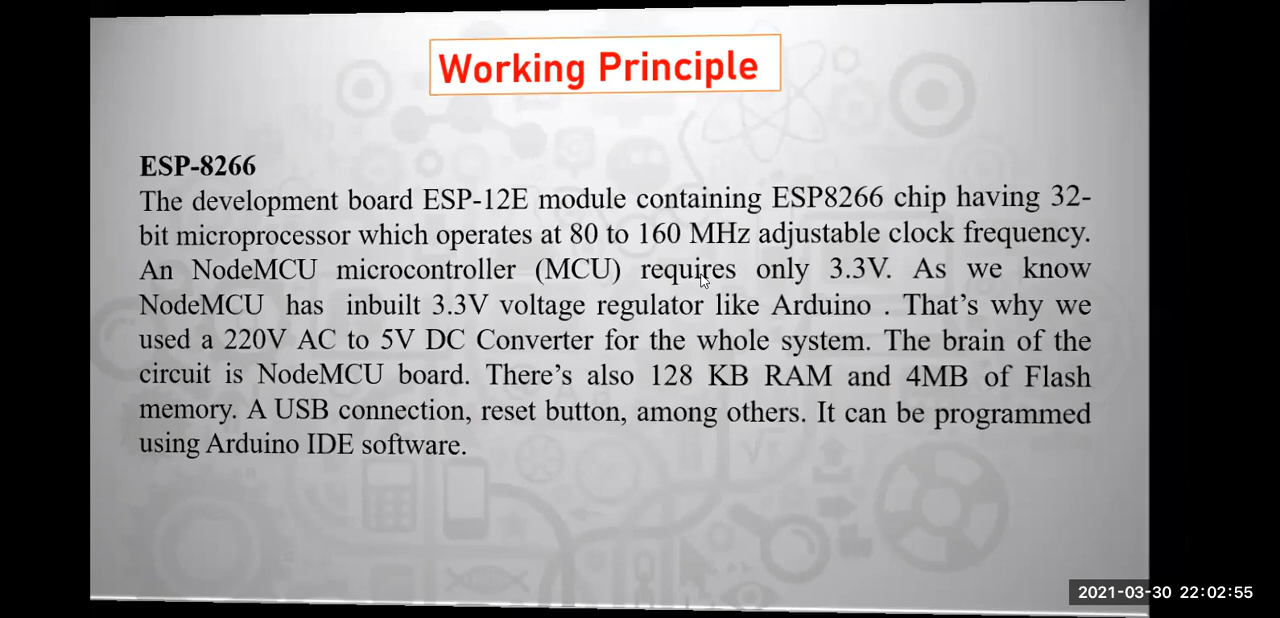 Working Principle
ESP-8266
The development board ESP-12E module containing ESP8266 chip having 32-
bit microprocessor which operates at 80 to 160 MHz adjustable clock frequency.
An NodeMCU microcontroller (MCU) requires only 3.3V. As we know
NodeMCU has inbuilt 3.3V voltage regulator like Arduino . That’s why we
used a 220V AC to 5V DC Converter for the whole system. The brain of the
circuit is NodeMCU board. There’s also 128 KB RAM and 4MB of Flash
memory. A USB connection, reset button, among others. It can be programmed
using Arduino IDE software.
2021-03-30 22:02:55